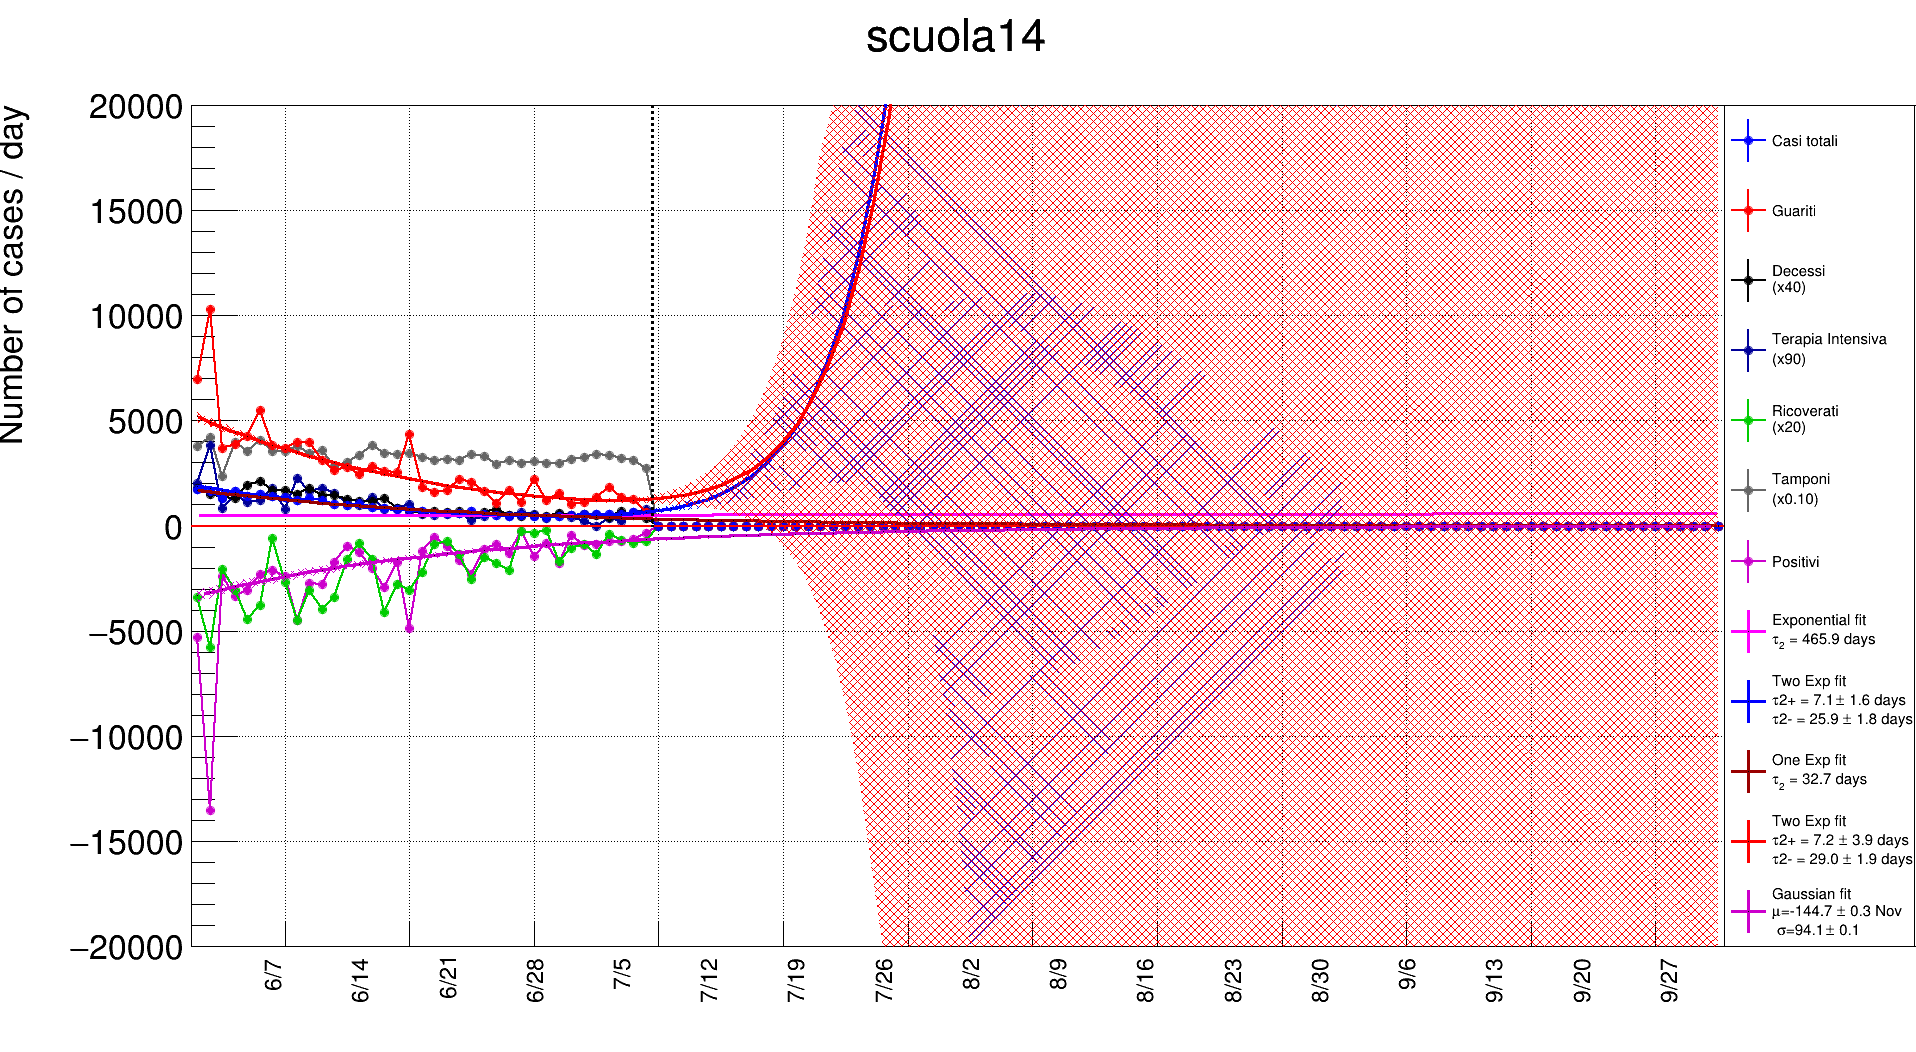 scuola14
Number of cases / day
20000
15000
10000
5000
0
−5000
−10000
−15000
−20000
6/7
6/14
6/21
6/28
7/5
7/12
7/19
7/26
8/2
8/9
8/16
8/23
8/30
9/6
9/13
9/20
9/27
Casi totali
Guariti
Decessi
(x40)
Terapia Intensiva
(x90)
Ricoverati
(x20)
Tamponi
(x0.10)
Positivi
Exponential fit
τ2 = 465.9 days
Two Exp fit
τ2+ = 7.1 ± 1.6 days
τ2- = 25.9 ± 1.8 days
One Exp fit
τ2 = 32.7 days
Two Exp fit
τ2+ = 7.2 ± 3.9 days
τ2- = 29.0 ± 1.9 days
Gaussian fit
μ=-144.7 ± 0.3 Nov
σ=94.1 ± 0.1